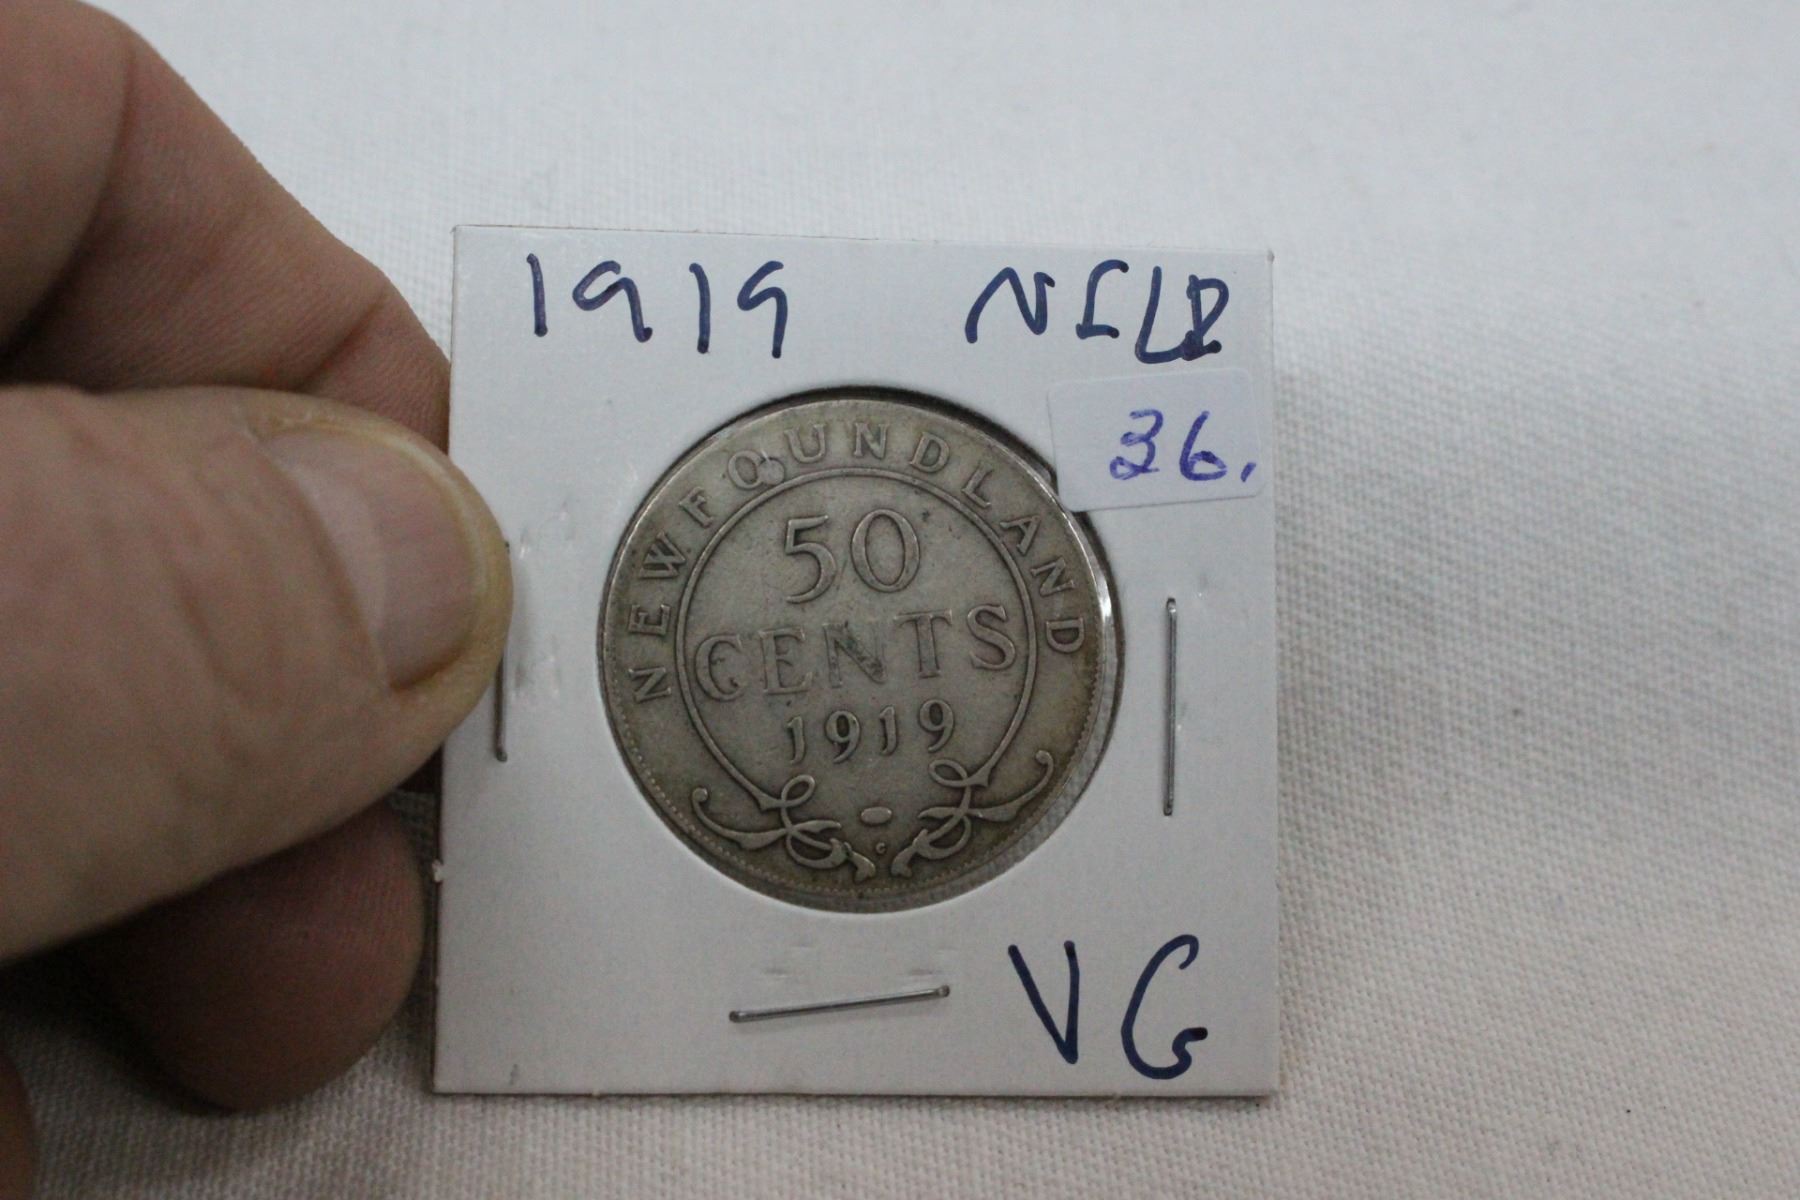 1919 NFLD
36.
NEWFOUNDLAND
50
CENTS
1919
C
VG